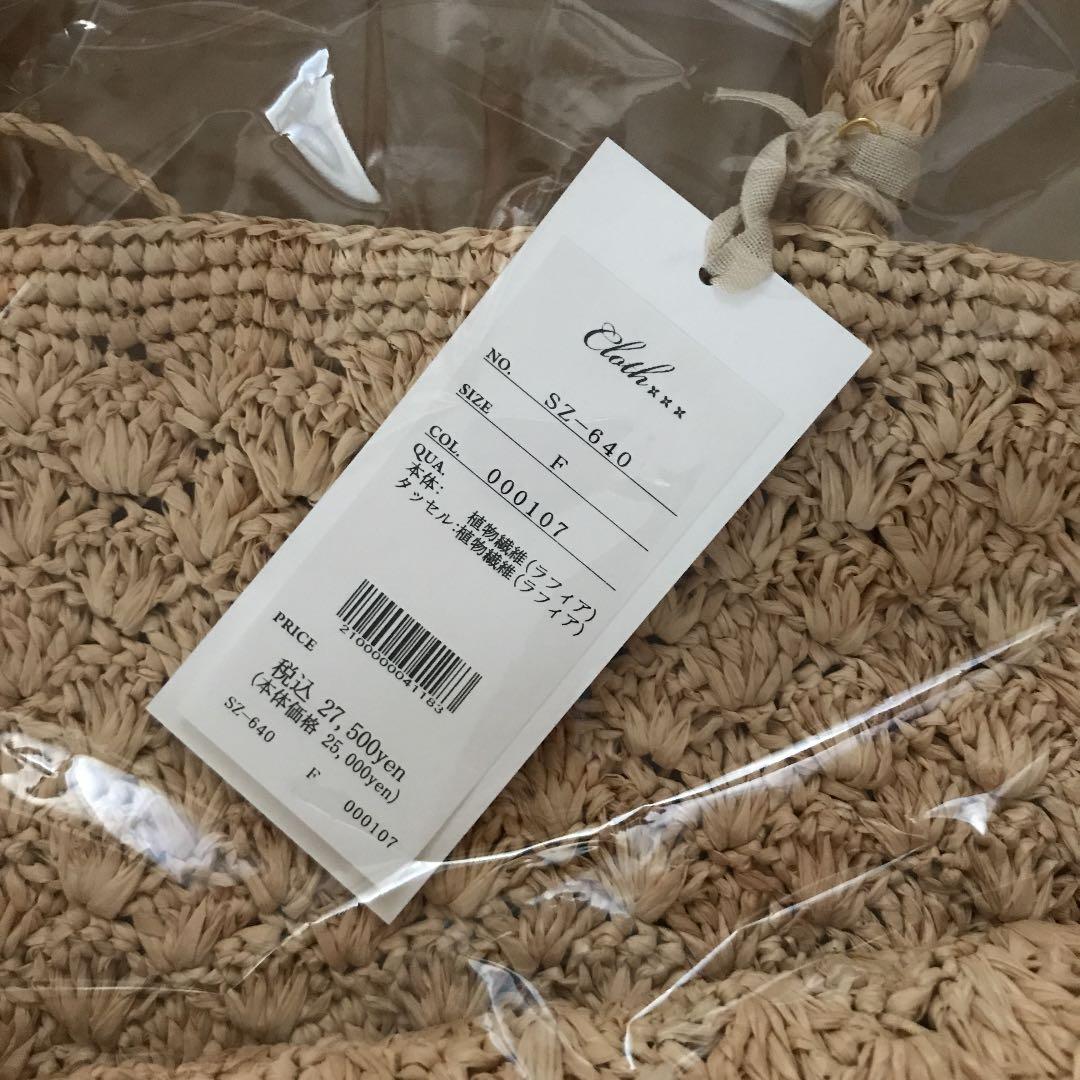 Cloth×××
NO. SZ-640
SIZE F
COL. 000107
QUA.
本体: 植物繊維(ラフィア)
タッセル:植物繊維(ラフィア)
2100000041183
PRICE
税込 27,500yen
(本体価格 25,000yen)
SZ-640 F 000107